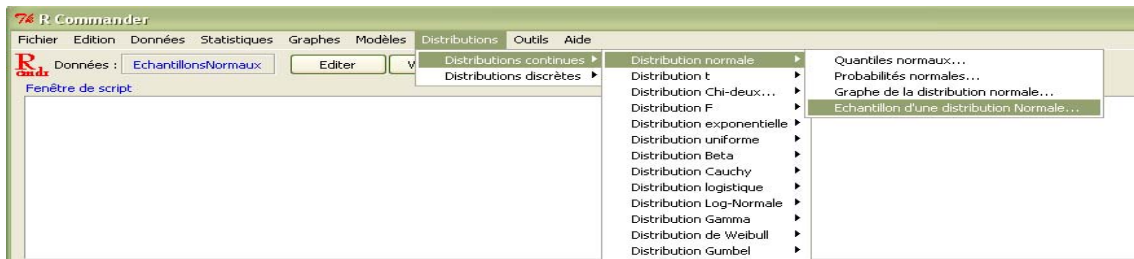 R Commander
Fichier Edition Données Statistiques Graphes Modèles Distributions Outils Aide
R cmdr Données : EchantillonsNormaux Editer V
Fenêtre de script
Distributions continues
Distributions discrètes
Distribution normale
Distribution t
Distribution Chi-deux...
Distribution F
Distribution exponentielle
Distribution uniforme
Distribution Beta
Distribution Cauchy
Distribution logistique
Distribution Log-Normale
Distribution Gamma
Distribution de Weibull
Distribution Gumbel
Quantiles normaux...
Probabilités normales...
Graphe de la distribution normale...
Echantillon d'une distribution Normale...